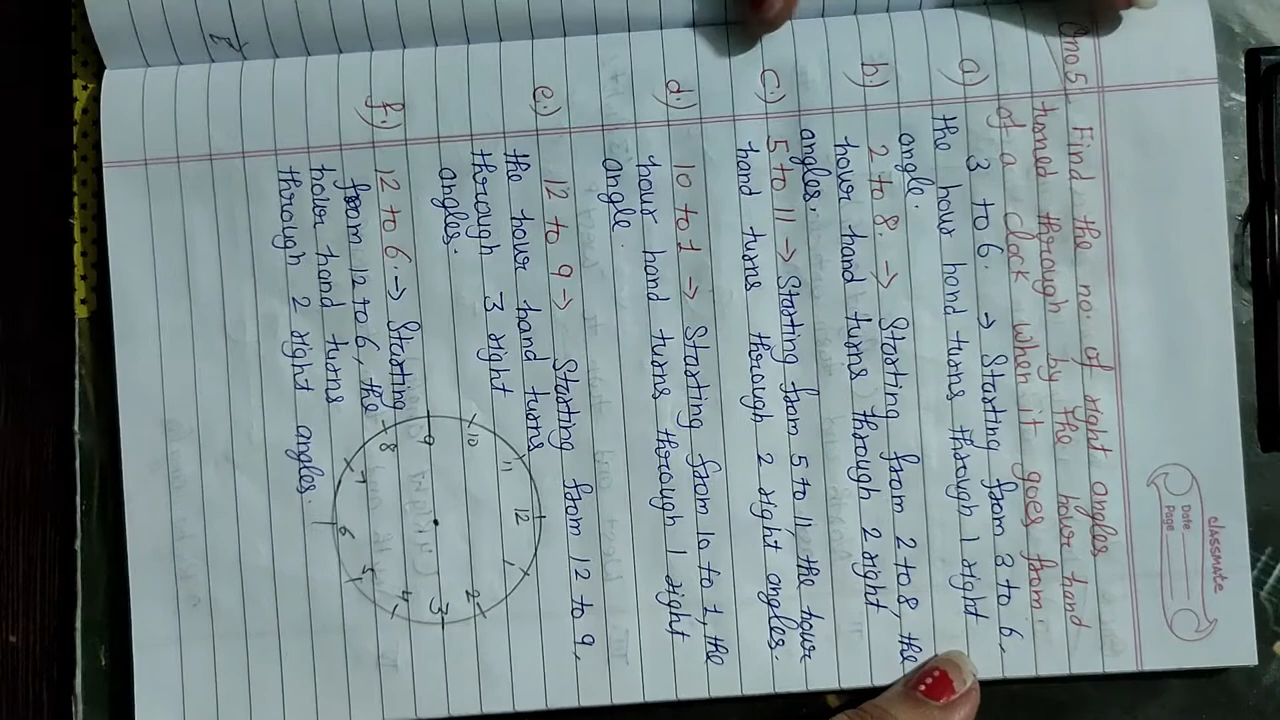 classmate
Date
Page
Qno5. Find the no. of right angles
turned through by the hour hand
of a clock when it goes from.
a) 3 to 6. → Starting from 3 to 6,
the hour hand turns through 1 right
angle.
b.) 2 to 8. → Starting from 2 to 8, the
hour hand turns through 2 right
angles.
c.) 5 to 11 → Starting from 5 to 11, the hour
hand turns through 2 right angles.
d.) 10 to 1 → Starting from 10 to 1, the
hour hand turns through 1 right
angle.
e.) 12 to 9 → Starting from 12 to 9,
the hour hand turns
through 3 right
angles.
f.) 12 to 6. → Starting
from 12 to 6, the
hour hand turns
through 2 right angles.
12
11 1
10 2
9 3
8 4
7 5
6